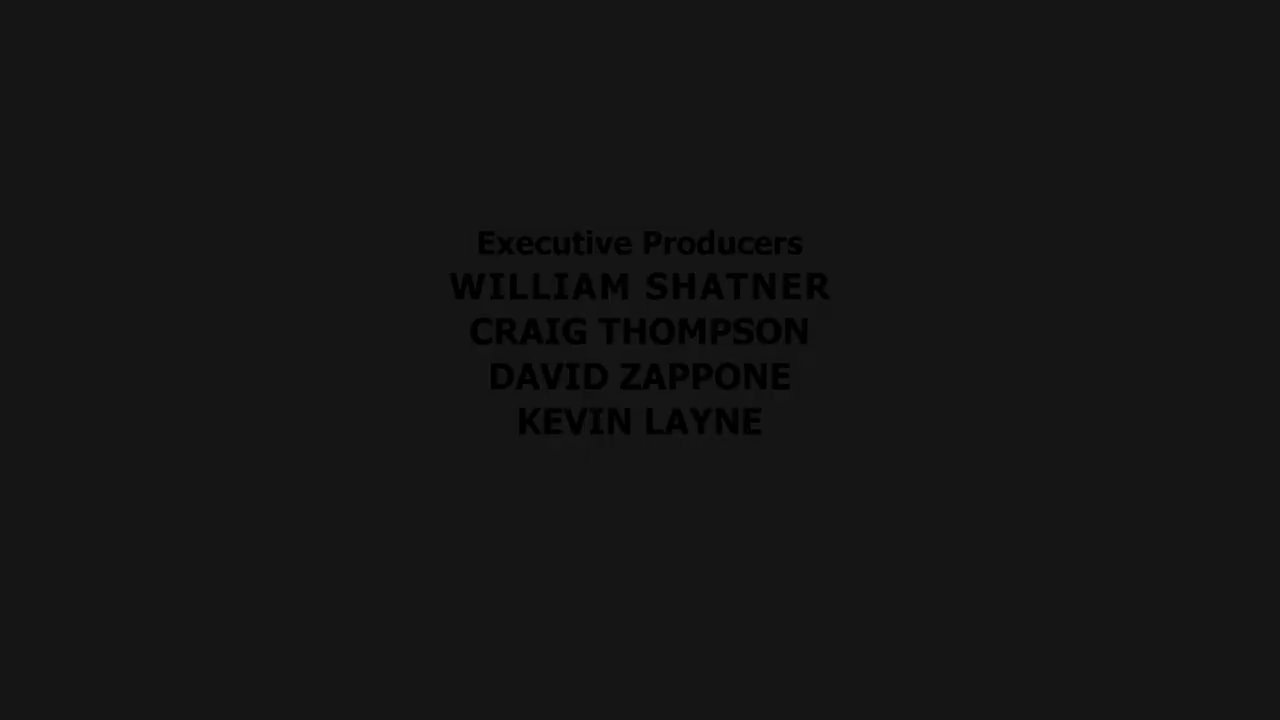 Executive Producers
WILLIAM SHATNER
CRAIG THOMPSON
DAVID ZAPPONE
KEVIN LAYNE